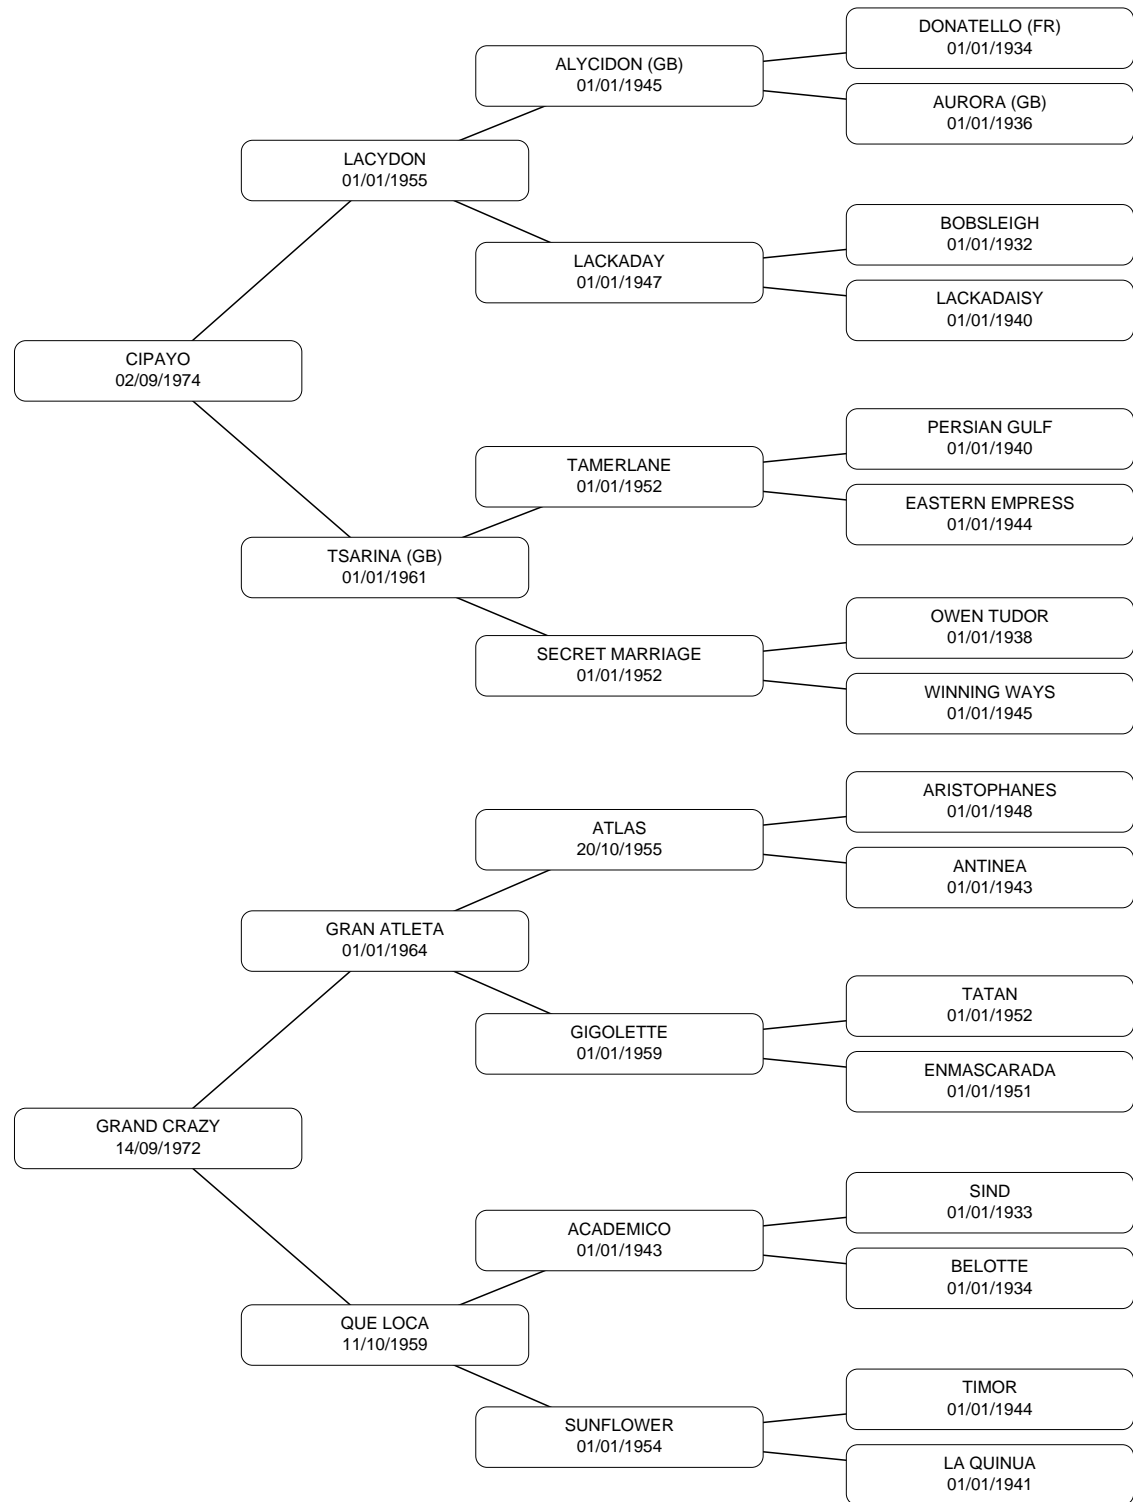 DONATELLO (FR)
01/01/1934
ALYCIDON (GB)
01/01/1945
AURORA (GB)
01/01/1936
LACYDON
01/01/1955
BOBSLEIGH
01/01/1932
LACKADAY
01/01/1947
LACKADAISY
01/01/1940
CIPAYO
02/09/1974
PERSIAN GULF
01/01/1940
TAMERLANE
01/01/1952
EASTERN EMPRESS
01/01/1944
TSARINA (GB)
01/01/1961
OWEN TUDOR
01/01/1938
SECRET MARRIAGE
01/01/1952
WINNING WAYS
01/01/1945
ARISTOPHANES
01/01/1948
ATLAS
20/10/1955
ANTINEA
01/01/1943
GRAN ATLETA
01/01/1964
TATAN
01/01/1952
GIGOLETTE
01/01/1959
ENMASCARADA
01/01/1951
GRAND CRAZY
14/09/1972
SIND
01/01/1933
ACADEMICO
01/01/1943
BELOTTE
01/01/1934
QUE LOCA
11/10/1959
TIMOR
01/01/1944
SUNFLOWER
01/01/1954
LA QUINUA
01/01/1941